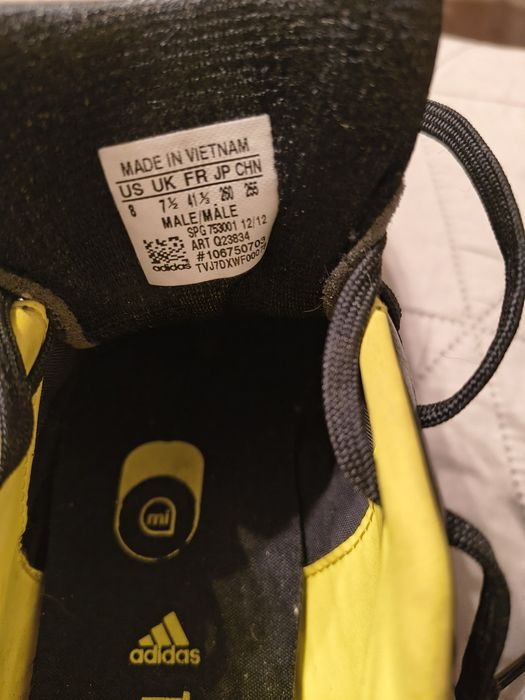 MADE IN VIETNAM
US UK FR JP CHN
8 7½ 41⅓ 260 255
MALE/MÂLE
SPG 753001 12/12
ART Q23834
#106750709
adidas
mi
adidas